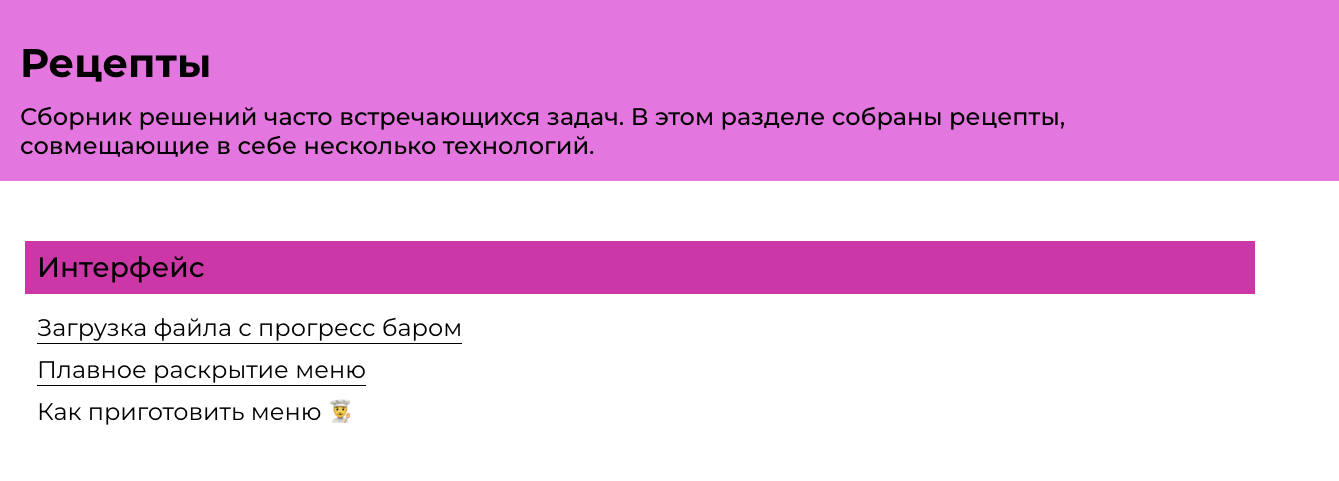 Рецепты
Сборник решений часто встречающихся задач. В этом разделе собраны рецепты,
совмещающие в себе несколько технологий.
Интерфейс
Загрузка файла с прогресс баром
Плавное раскрытие меню
Как приготовить меню 👨‍🍳